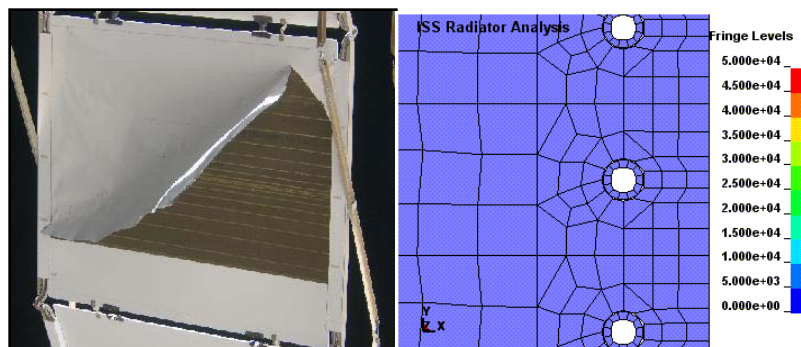 ISS Radiator Analysis
Fringe Levels
5.000e+04
4.500e+04
4.000e+04
3.500e+04
3.000e+04
2.500e+04
2.000e+04
1.500e+04
1.000e+04
5.000e+03
0.000e+00
Y
Z X